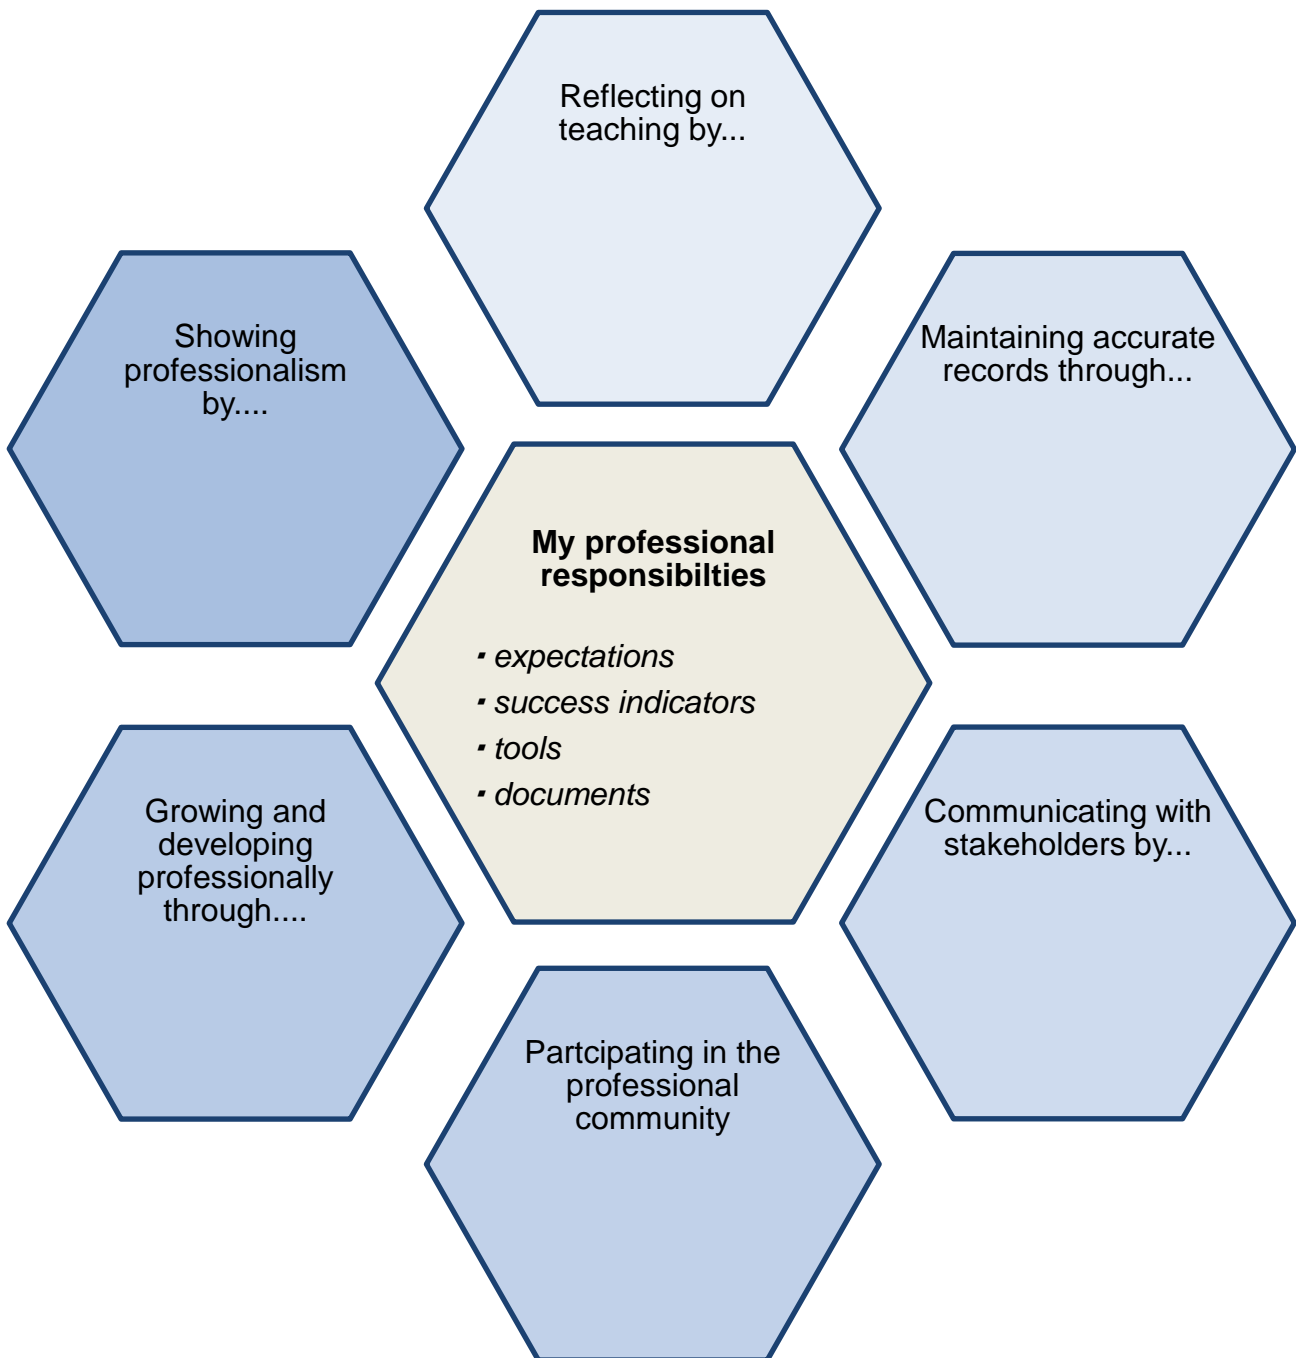 Reflecting on
teaching by...
Showing
professionalism
by....
Maintaining accurate
records through...
My professional
responsibilties
· expectations
· success indicators
· tools
· documents
Growing and
developing
professionally
through....
Communicating with
stakeholders by...
Partcipating in the
professional
community